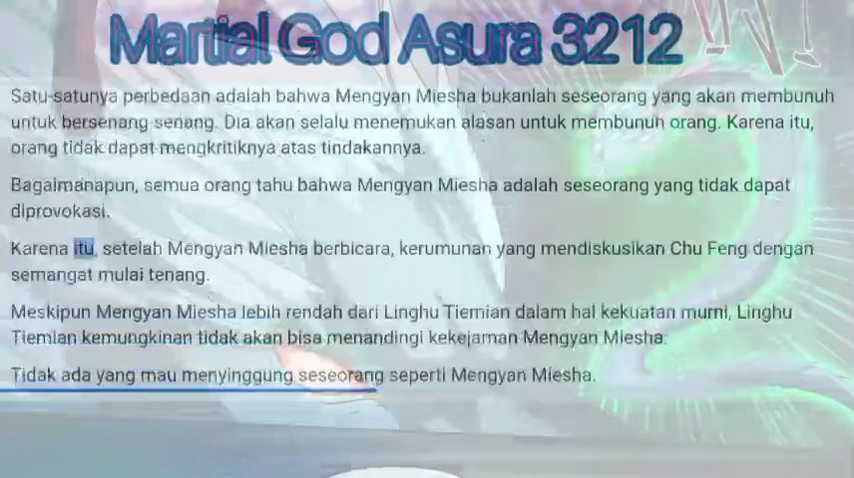 Martial God Asura 3212
Satu-satunya perbedaan adalah bahwa Mengyan Miesha bukanlah seseorang yang akan membunuh
untuk bersenang-senang. Dia akan selalu menemukan alasan untuk membunuh orang. Karena itu,
orang tidak dapat mengkritiknya atas tindakannya.
Bagaimanapun, semua orang tahu bahwa Mengyan Miesha adalah seseorang yang tidak dapat
diprovokasi.
Karena itu, setelah Mengyan Miesha berbicara, kerumunan yang mendiskusikan Chu Feng dengan
semangat mulai tenang.
Meskipun Mengyan Miesha lebih rendah dari Linghu Tiemian dalam hal kekuatan murni, Linghu
Tiemian kemungkinan tidak akan bisa menandingi kekejaman Mengyan Miesha.
Tidak ada yang mau menyinggung seseorang seperti Mengyan Miesha.